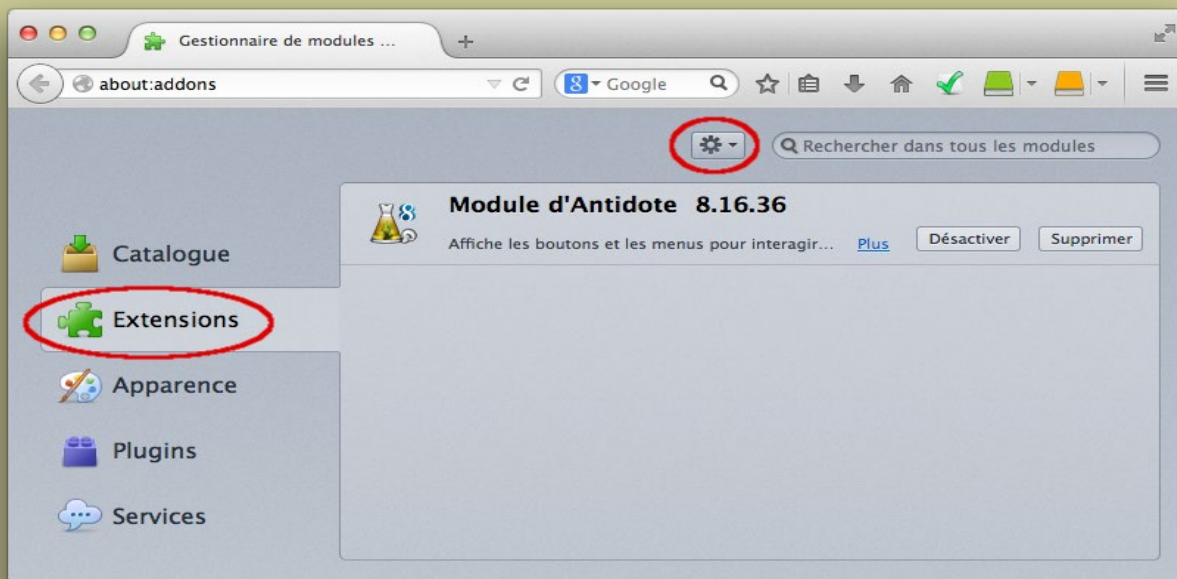 Gestionnaire de modules ...
about:addons
8 Google
Rechercher dans tous les modules
Module d'Antidote 8.16.36
Affiche les boutons et les menus pour interagir... Plus Désactiver Supprimer
Catalogue
Extensions
Apparence
Plugins
Services